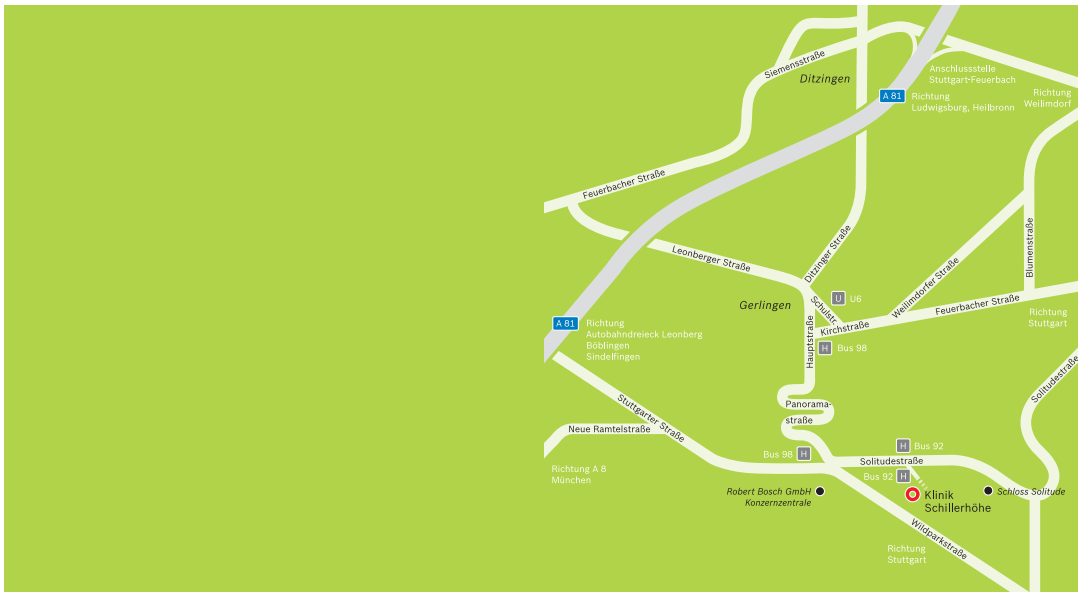 Siemensstraße
Ditzingen
Anschlussstelle
Stuttgart-Feuerbach
Richtung
Weilimdorf
A 81
Richtung
Ludwigsburg, Heilbronn
Feuerbacher Straße
Leonberger Straße
Ditzinger Straße
Blumenstraße
Weilimdorfer Straße
Gerlingen
U
U6
Schulstr.
Kirchstraße
Feuerbacher Straße
Richtung
Stuttgart
A 81
Richtung
Autobahndreieck Leonberg
Böblingen
Sindelfingen
Hauptstraße
H
Bus 98
Solitudestraße
Stuttgarter Straße
Panorama-
straße
Neue Ramtelstraße
Richtung A 8
München
Bus 98
H
H
Bus 92
Solitudestraße
Bus 92
H
Robert Bosch GmbH
Konzernzentrale
Klinik
Schillerhöhe
Schloss Solitude
Wildparkstraße
Richtung
Stuttgart